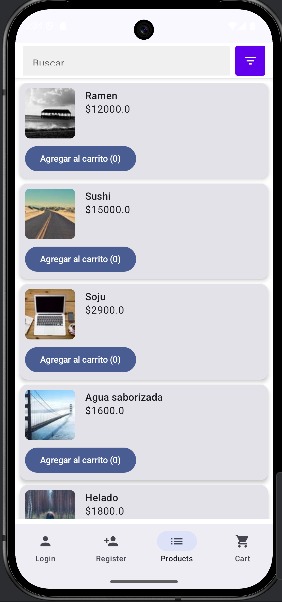 Buscar
Ramen
$12000.0
Agregar al carrito (0)
Sushi
$15000.0
Agregar al carrito (0)
Soju
$2900.0
Agregar al carrito (0)
Agua saborizada
$1600.0
Agregar al carrito (0)
Helado
$1800.0
Login
Register
Products
Cart